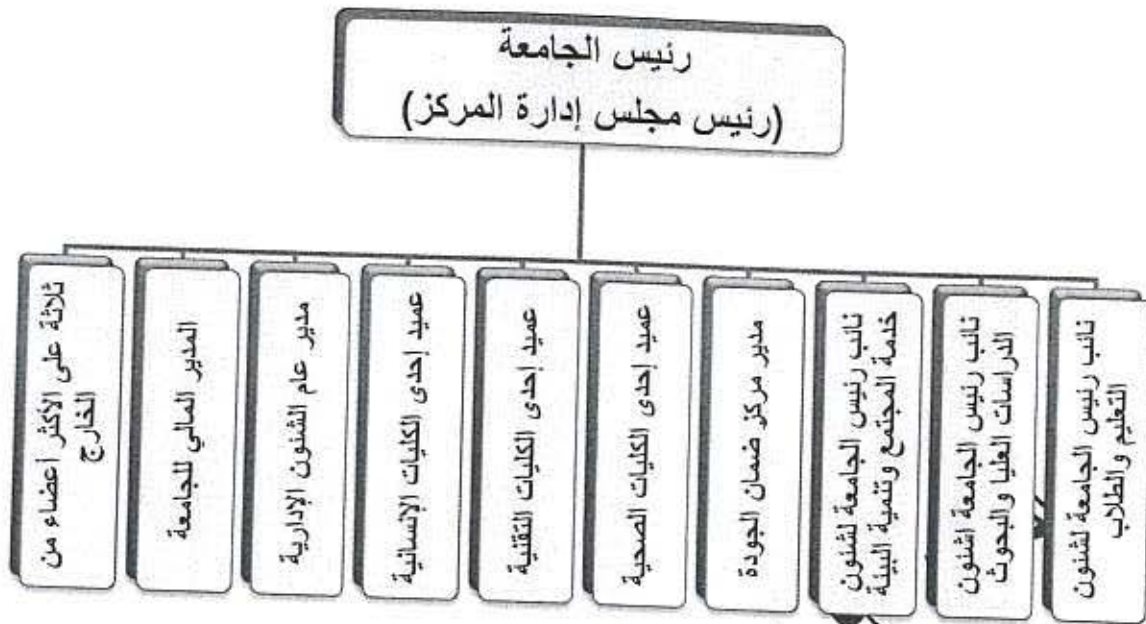 رئيس الجامعة
(رئيس مجلس إدارة المركز)
نائب رئيس الجامعة لشئون
التعليم والطلاب
نائب رئيس الجامعة لشئون
الدراسات العليا والبحوث
نائب رئيس الجامعة لشئون
خدمة المجتمع وتنمية البيئة
مدير مركز ضمان الجودة
عميد إحدى الكليات الصحية
عميد إحدى الكليات التقنية
عميد إحدى الكليات الإنسانية
مدير عام الشئون الإدارية
المدير المالي للجامعة
ثلاثة على الأكثر أعضاء من
الخارج